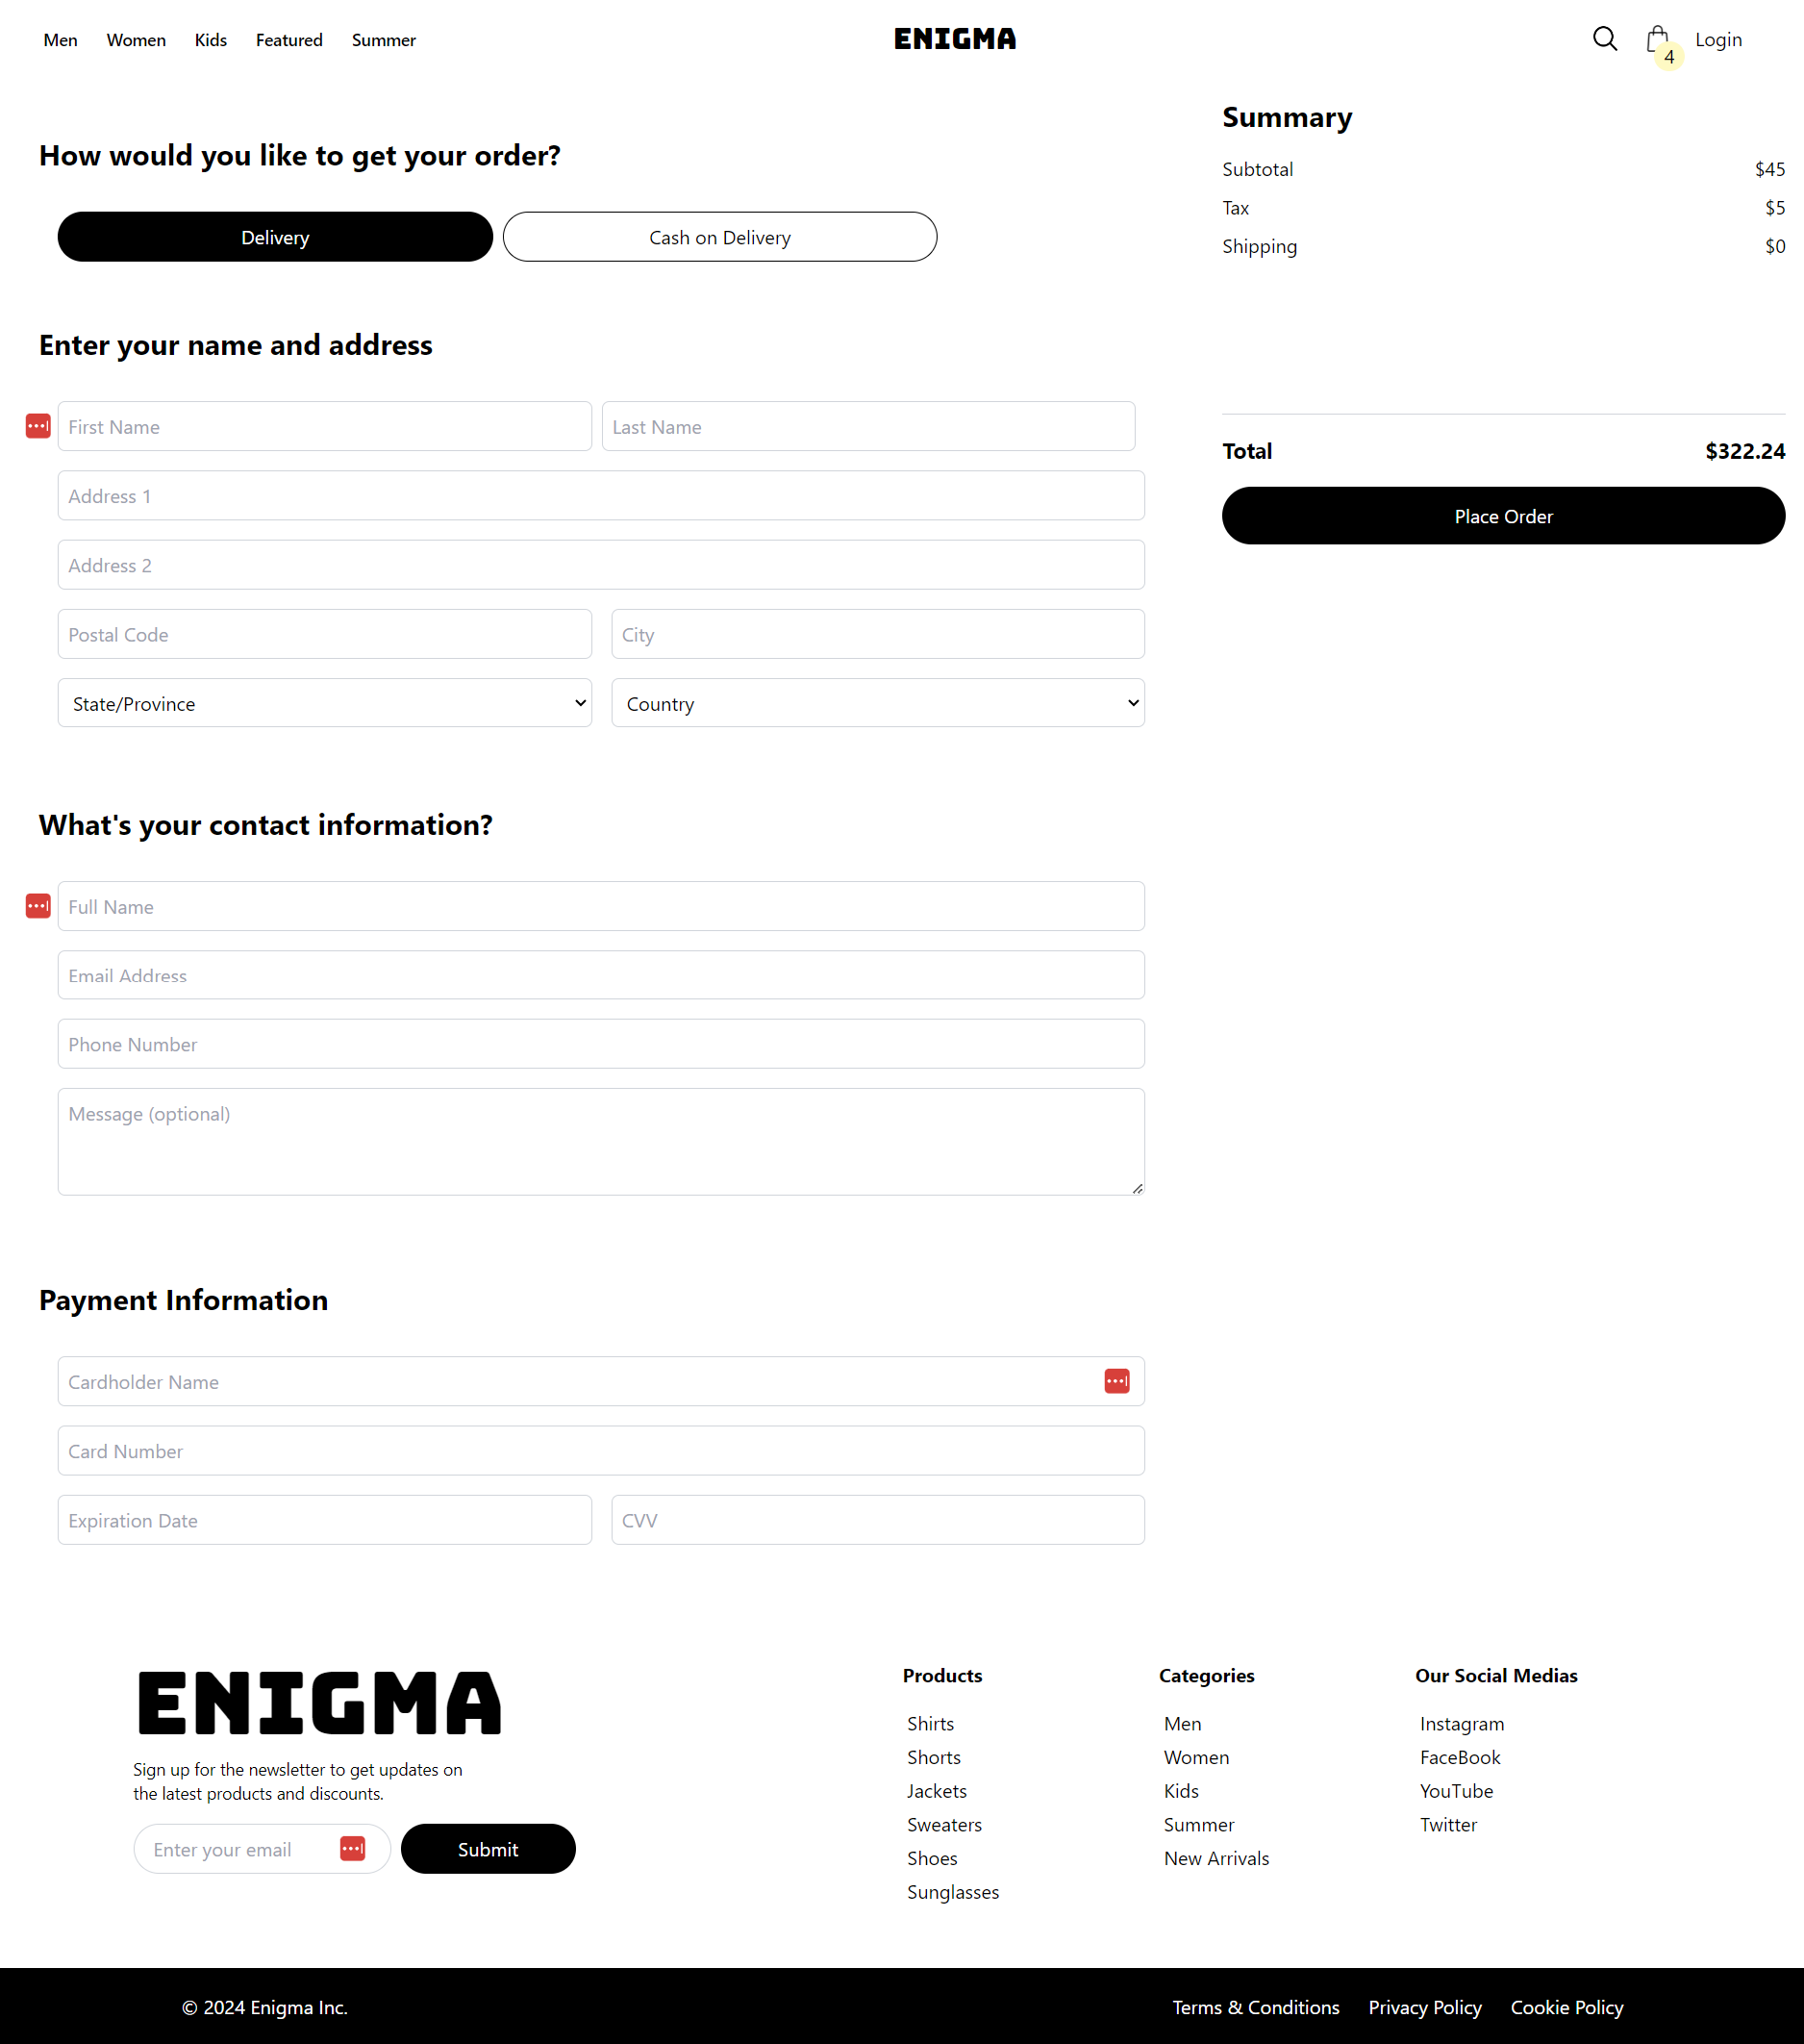 Men Women Kids Featured Summer
ENIGMA
4
Login
How would you like to get your order?
Delivery
Cash on Delivery
Enter your name and address
First Name
Last Name
Address 1
Address 2
Postal Code
City
State/Province
Country
What's your contact information?
Full Name
Email Address
Phone Number
Message (optional)
Payment Information
Cardholder Name
Card Number
Expiration Date
CVV
Summary
Subtotal $45
Tax $5
Shipping $0
Total $322.24
Place Order
ENIGMA
Sign up for the newsletter to get updates on
the latest products and discounts.
Enter your email
Submit
Products
Shirts
Shorts
Jackets
Sweaters
Shoes
Sunglasses
Categories
Men
Women
Kids
Summer
New Arrivals
Our Social Medias
Instagram
FaceBook
YouTube
Twitter
© 2024 Enigma Inc.
Terms & Conditions Privacy Policy Cookie Policy